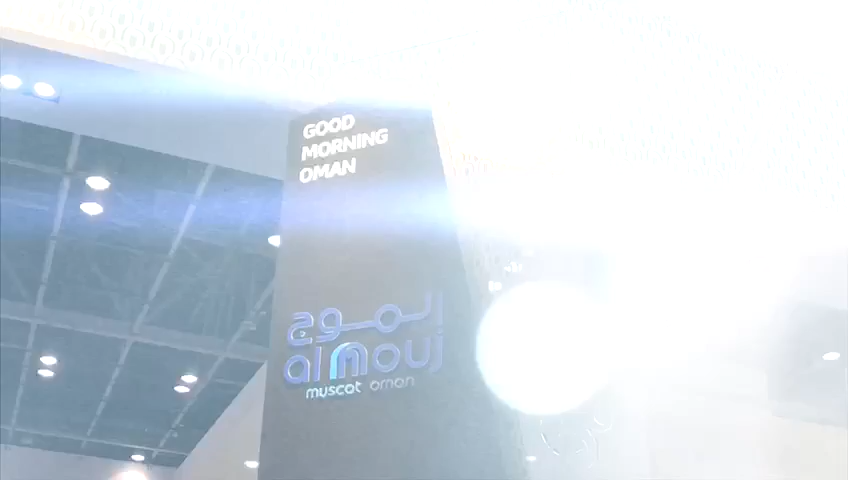 GOOD
MORNING
OMAN
الموج
almouj
muscat oman